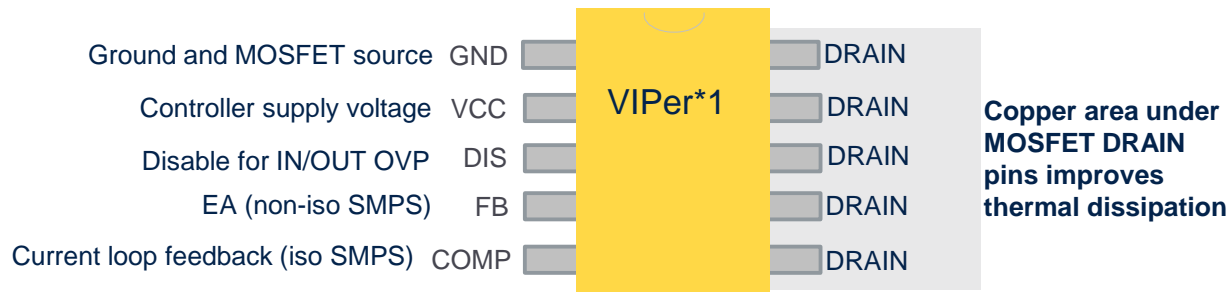 Ground and MOSFET source GND DRAIN
VIPer*1
Controller supply voltage VCC DRAIN
Disable for IN/OUT OVP DIS DRAIN
EA (non-iso SMPS) FB DRAIN
Current loop feedback (iso SMPS) COMP DRAIN
Copper area under
MOSFET DRAIN
pins improves
thermal dissipation